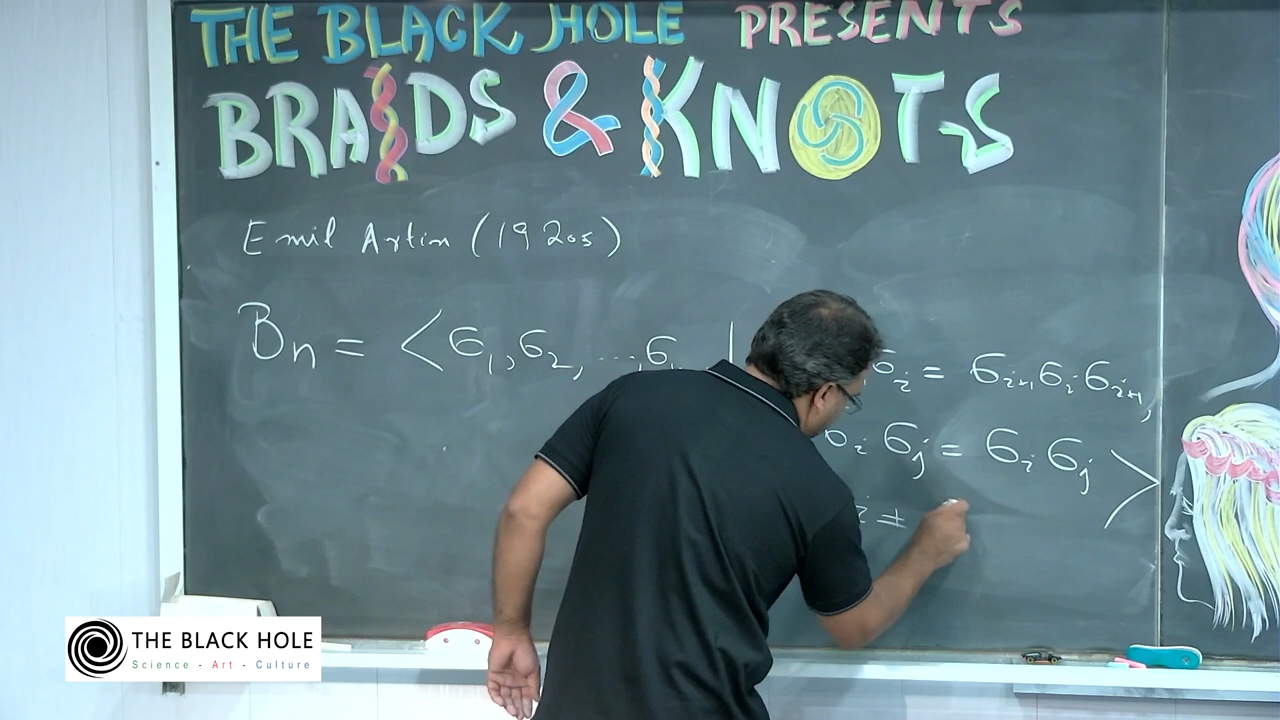 THE BLACK HOLE PRESENTS
BRAIDS & KNOTS
Emil Artin (1920s)
Bn = < σ1, σ2, ..., σ | σi = σi+1 σi σi+1,
σi σj = σi σj >
i ≠
THE BLACK HOLE
Science - Art - Culture